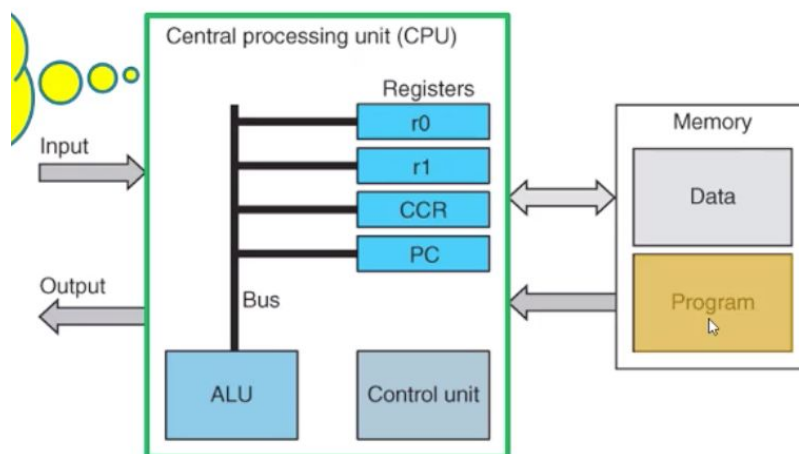 Central processing unit (CPU)
Registers
r0
r1
CCR
PC
Input
Output
Bus
ALU
Control unit
Memory
Data
Program